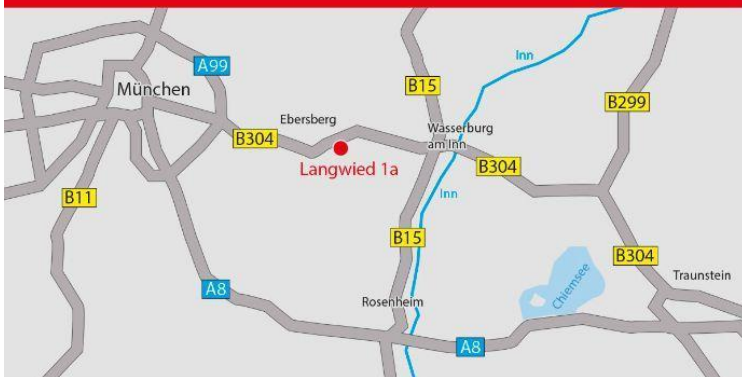 Inn
A99
B15
München
B299
Ebersberg
Wasserburg
am Inn
B304
B304
Langwied 1a
B11
Inn
B15
B304
Chiemsee
Traunstein
A8
Rosenheim
A8